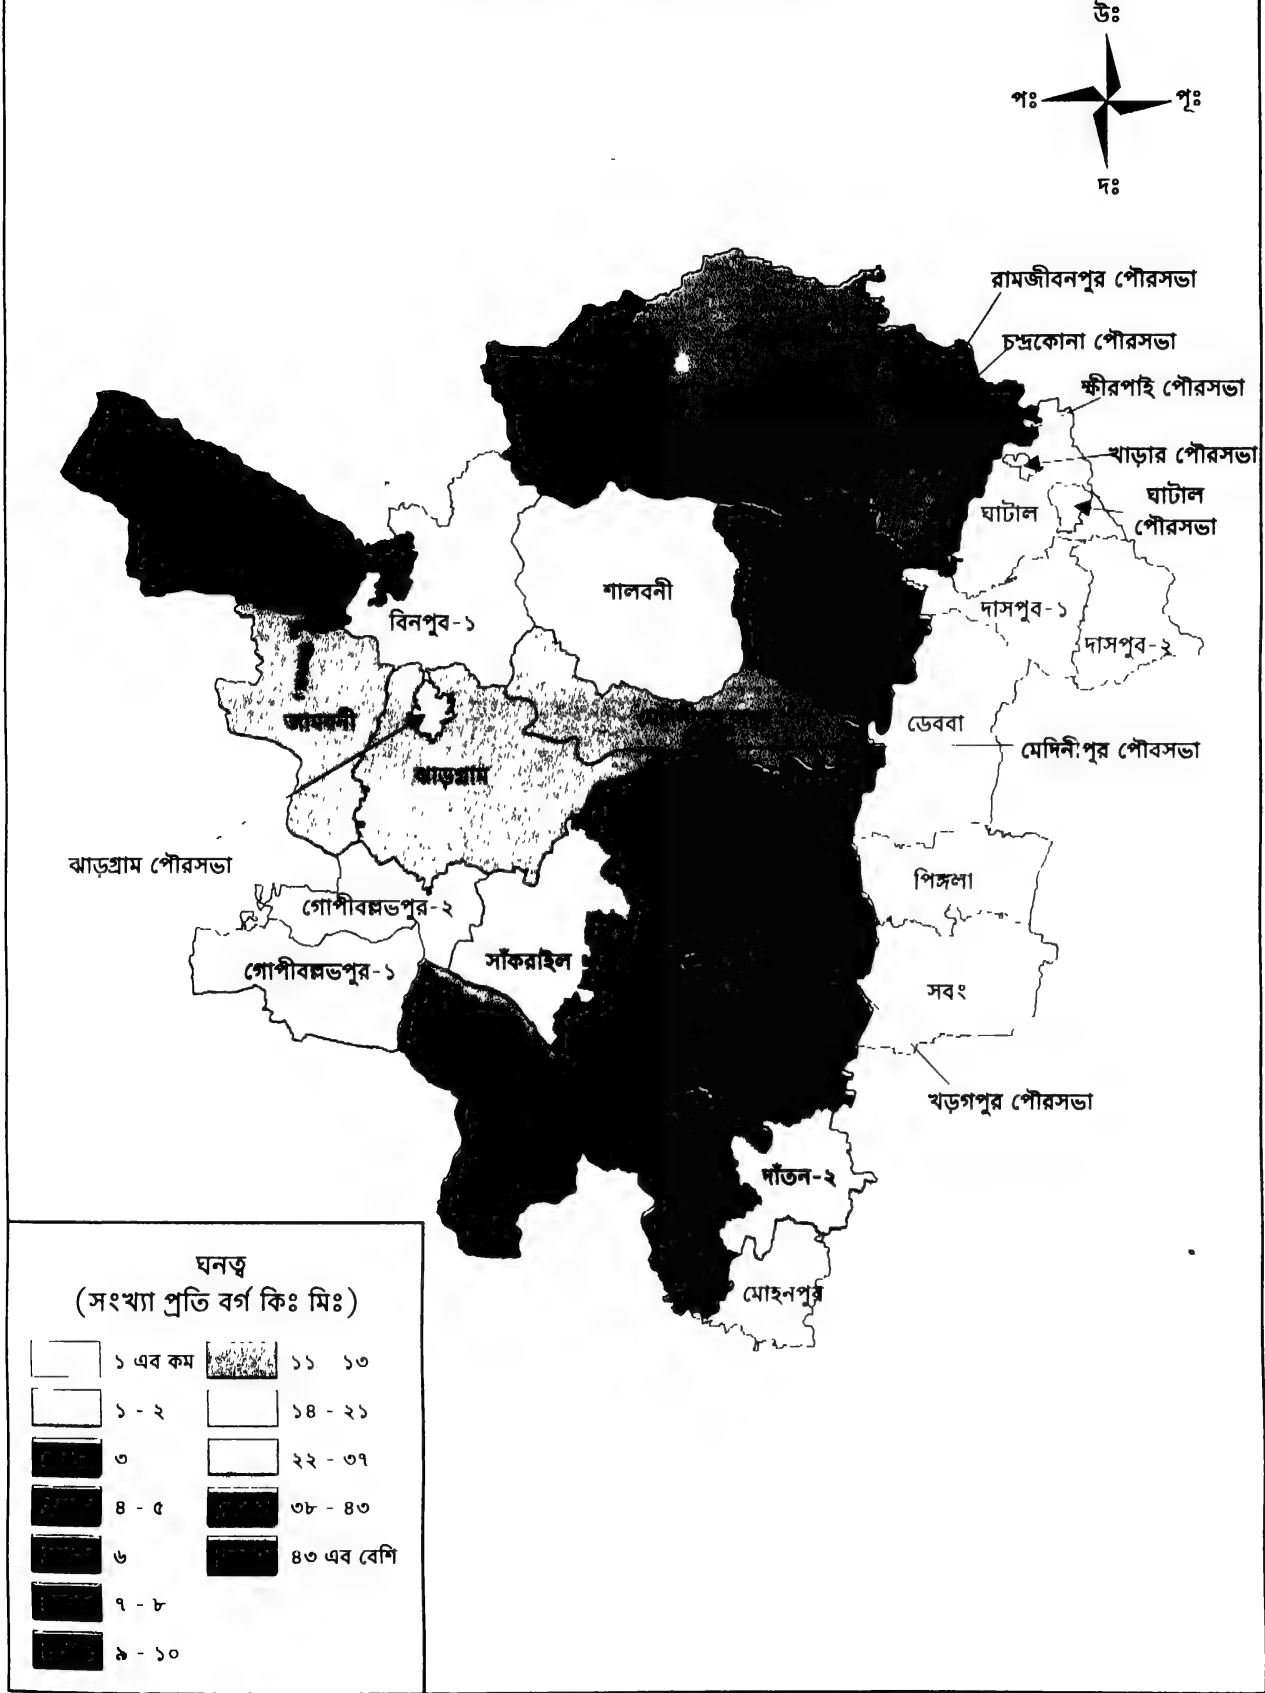 উঃ
পঃ
পূঃ
দঃ
রামজীবনপুর পৌরসভা
চন্দ্রকোনা পৌরসভা
ক্ষীরপাই পৌরসভা
খাড়ার পৌরসভা
ঘাটাল
পৌরসভা
ঘাটাল
শালবনী
বিনপুব-১
দাসপুব-১
দাসপুব-২
জামবনী
ডেববা
মেদিনীপুর পৌবসভা
ঝাড়গ্রাম
ঝাড়গ্রাম পৌরসভা
পিঙ্গলা
গোপীবল্লভপুর-২
গোপীবল্লভপুর-১
সাঁকরাইল
সবং
খড়গপুর পৌরসভা
দাঁতন-২
মোহনপুর
ঘনত্ব
(সংখ্যা প্রতি বর্গ কিঃ মিঃ)
১ এব কম
১১ ১৩
১ - ২
১৪ - ২১
৩
২২ - ৩৭
৪ - ৫
৩৮ - ৪৩
৬
৪৩ এব বেশি
৭ - ৮
৯ - ১০